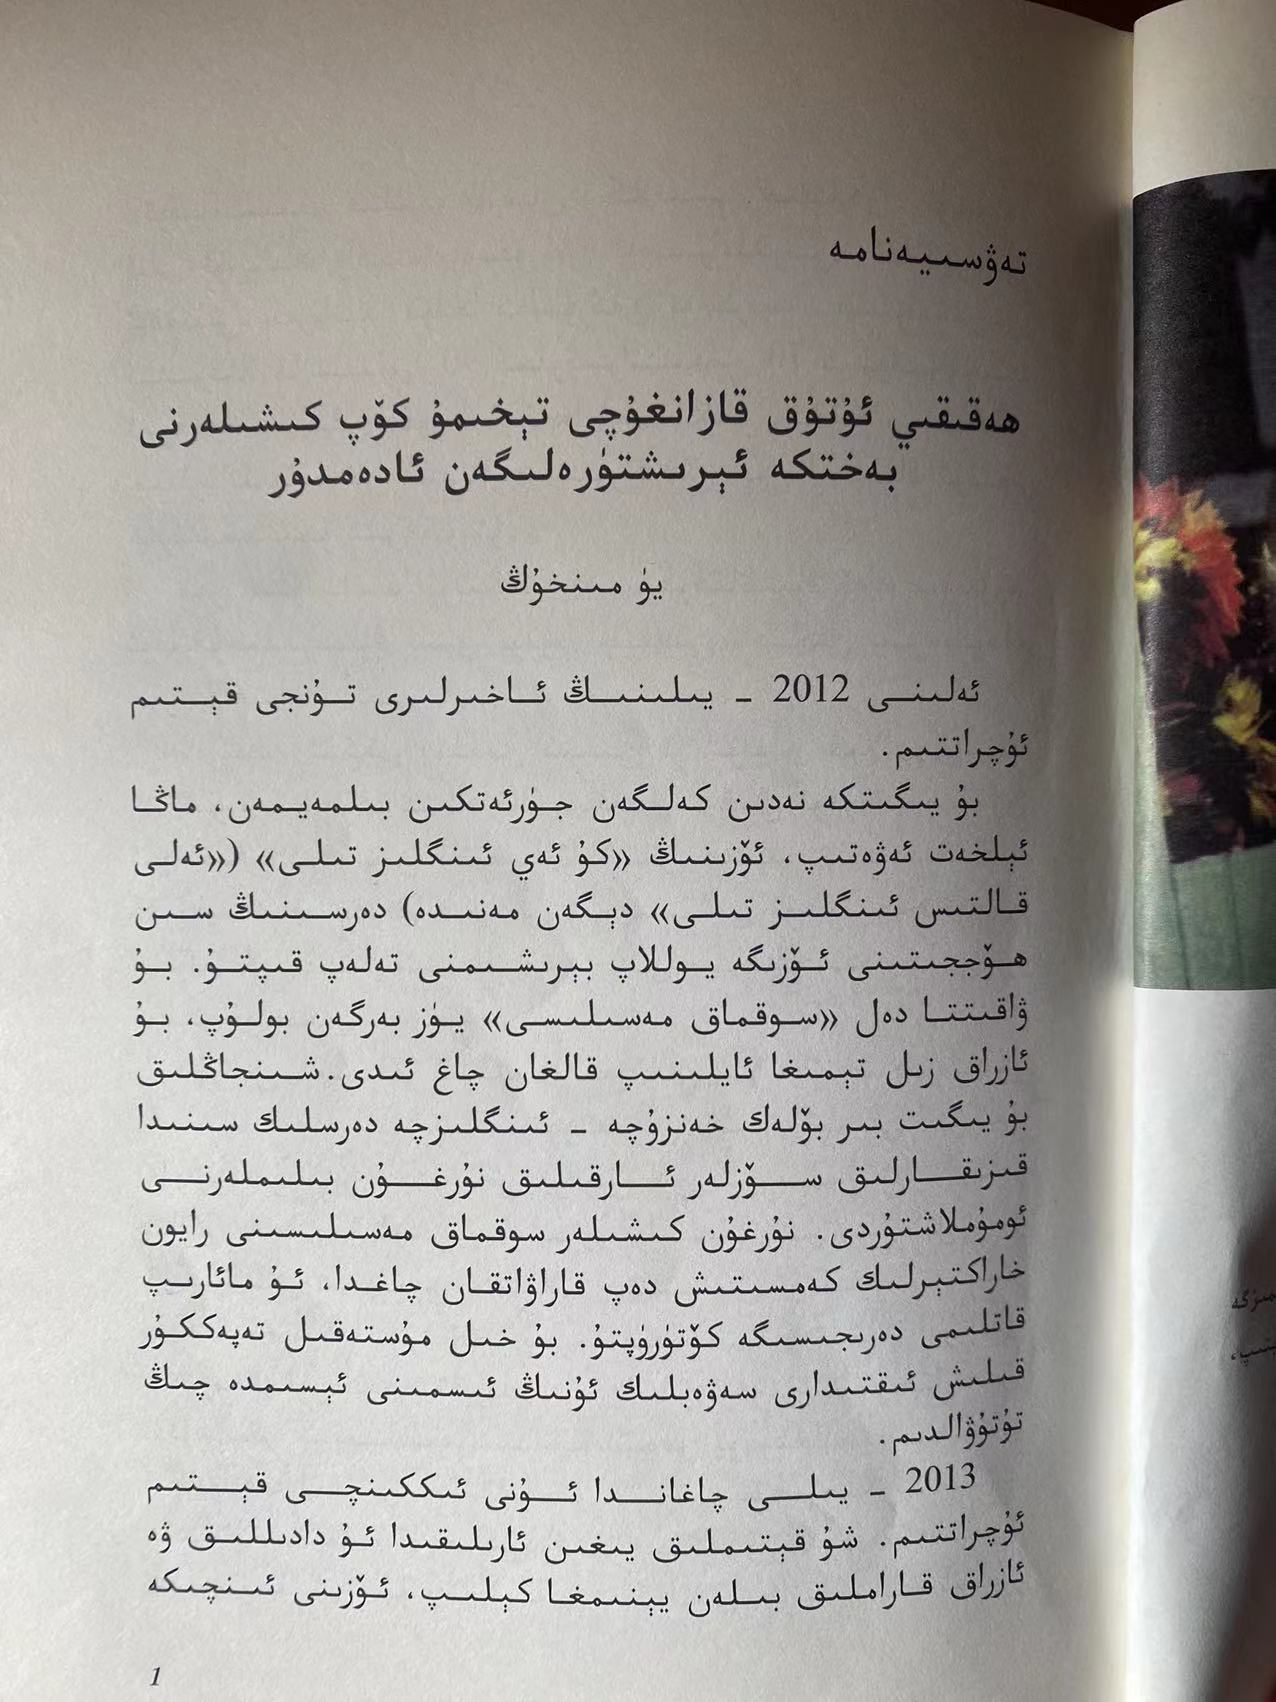 تەۋسىيەنامە
ھەقىقىي ئۇتۇق قازانغۇچى تېخىمۇ كۆپ كىشىلەرنى
بەختكە ئېرىشتۈرەلىگەن ئادەمدۇر
يۈ مىنخۇڭ
ئەلىنى 2012 ـ يىلىنىڭ ئاخىرلىرى تۇنجى قېتىم
ئۇچراتتىم.
بۇ يىگىتكە نەدىن كەلگەن جۈرئەتكىن بىلمەيمەن، ماڭا
ئېلخەت ئەۋەتىپ، ئۆزىنىڭ «كۇ ئەي ئىنگلىز تىلى» («ئەلى
قالتىس ئىنگلىز تىلى» دېگەن مەنىدە) دەرسىنىڭ سىن
ھۆججىتىنى ئۆزىگە يوللاپ بېرىشىمنى تەلەپ قىپتۇ. بۇ
ۋاقىتتا دەل «سوقماق مەسىلىسى» يۈز بەرگەن بولۇپ، بۇ
ئازراق زىل تېمىغا ئايلىنىپ قالغان چاغ ئىدى. شىنجاڭلىق
بۇ يىگىت بىر بۆلەك خەنزۇچە ـ ئىنگلىزچە دەرسلىك سىنىدا
قىزىقارلىق سۆزلەر ئارقىلىق نۇرغۇن بىلىملەرنى
ئومۇملاشتۇردى. نۇرغۇن كىشىلەر سوقماق مەسىلىسىنى رايون
خاراكتېرلىك كەمسىتىش دەپ قاراۋاتقان چاغدا، ئۇ مائارىپ
قاتلىمى دەرىجىسىگە كۆتۈرۈپتۇ. بۇ خىل مۇستەقىل تەپەككۇر
قىلىش ئىقتىدارى سەۋەبلىك ئۇنىڭ ئىسمىنى ئېسىمدە چىڭ
تۇتۇۋالدىم.
2013 ـ يىلى چاغاندا ئۇنى ئىككىنچى قېتىم
ئۇچراتتىم. شۇ قېتىملىق يىغىن ئارىلىقىدا ئۇ دادىللىق ۋە
ئازراق قاراملىق بىلەن يېنىمغا كېلىپ، ئۆزىنى ئىنچىكە
1
مىزگە
پتىپ،